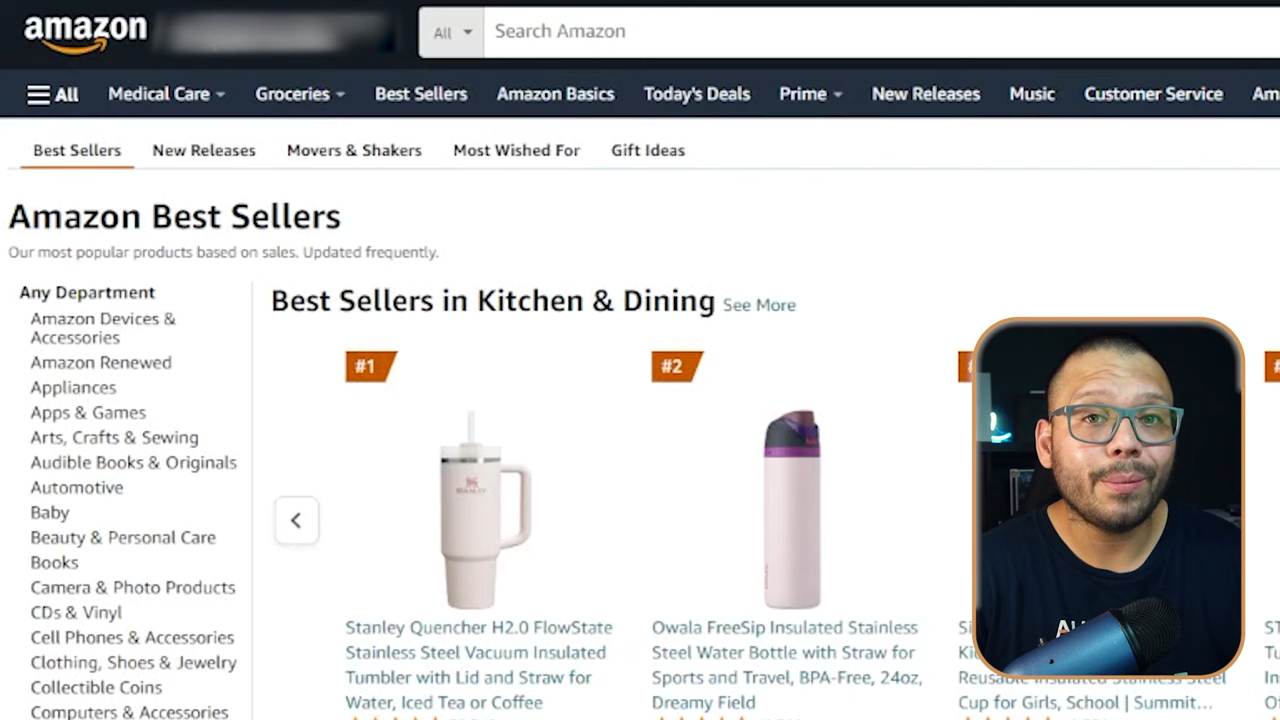 amazon
All
Search Amazon
All
Medical Care
Groceries
Best Sellers
Amazon Basics
Today's Deals
Prime
New Releases
Music
Customer Service
Best Sellers
New Releases
Movers & Shakers
Most Wished For
Gift Ideas
Amazon Best Sellers
Our most popular products based on sales. Updated frequently.
Any Department
Amazon Devices &
Accessories
Amazon Renewed
Appliances
Apps & Games
Arts, Crafts & Sewing
Audible Books & Originals
Automotive
Baby
Beauty & Personal Care
Books
Camera & Photo Products
CDs & Vinyl
Cell Phones & Accessories
Clothing, Shoes & Jewelry
Collectible Coins
Computers & Accessories
Best Sellers in Kitchen & Dining See More
#1
STANLEY
Stanley Quencher H2.0 FlowState
Stainless Steel Vacuum Insulated
Tumbler with Lid and Straw for
Water, Iced Tea or Coffee
#2
Owala FreeSip Insulated Stainless
Steel Water Bottle with Straw for
Sports and Travel, BPA-Free, 24oz,
Dreamy Field
Reusable Insulated Stainless Steel
Cup for Girls, School | Summit...